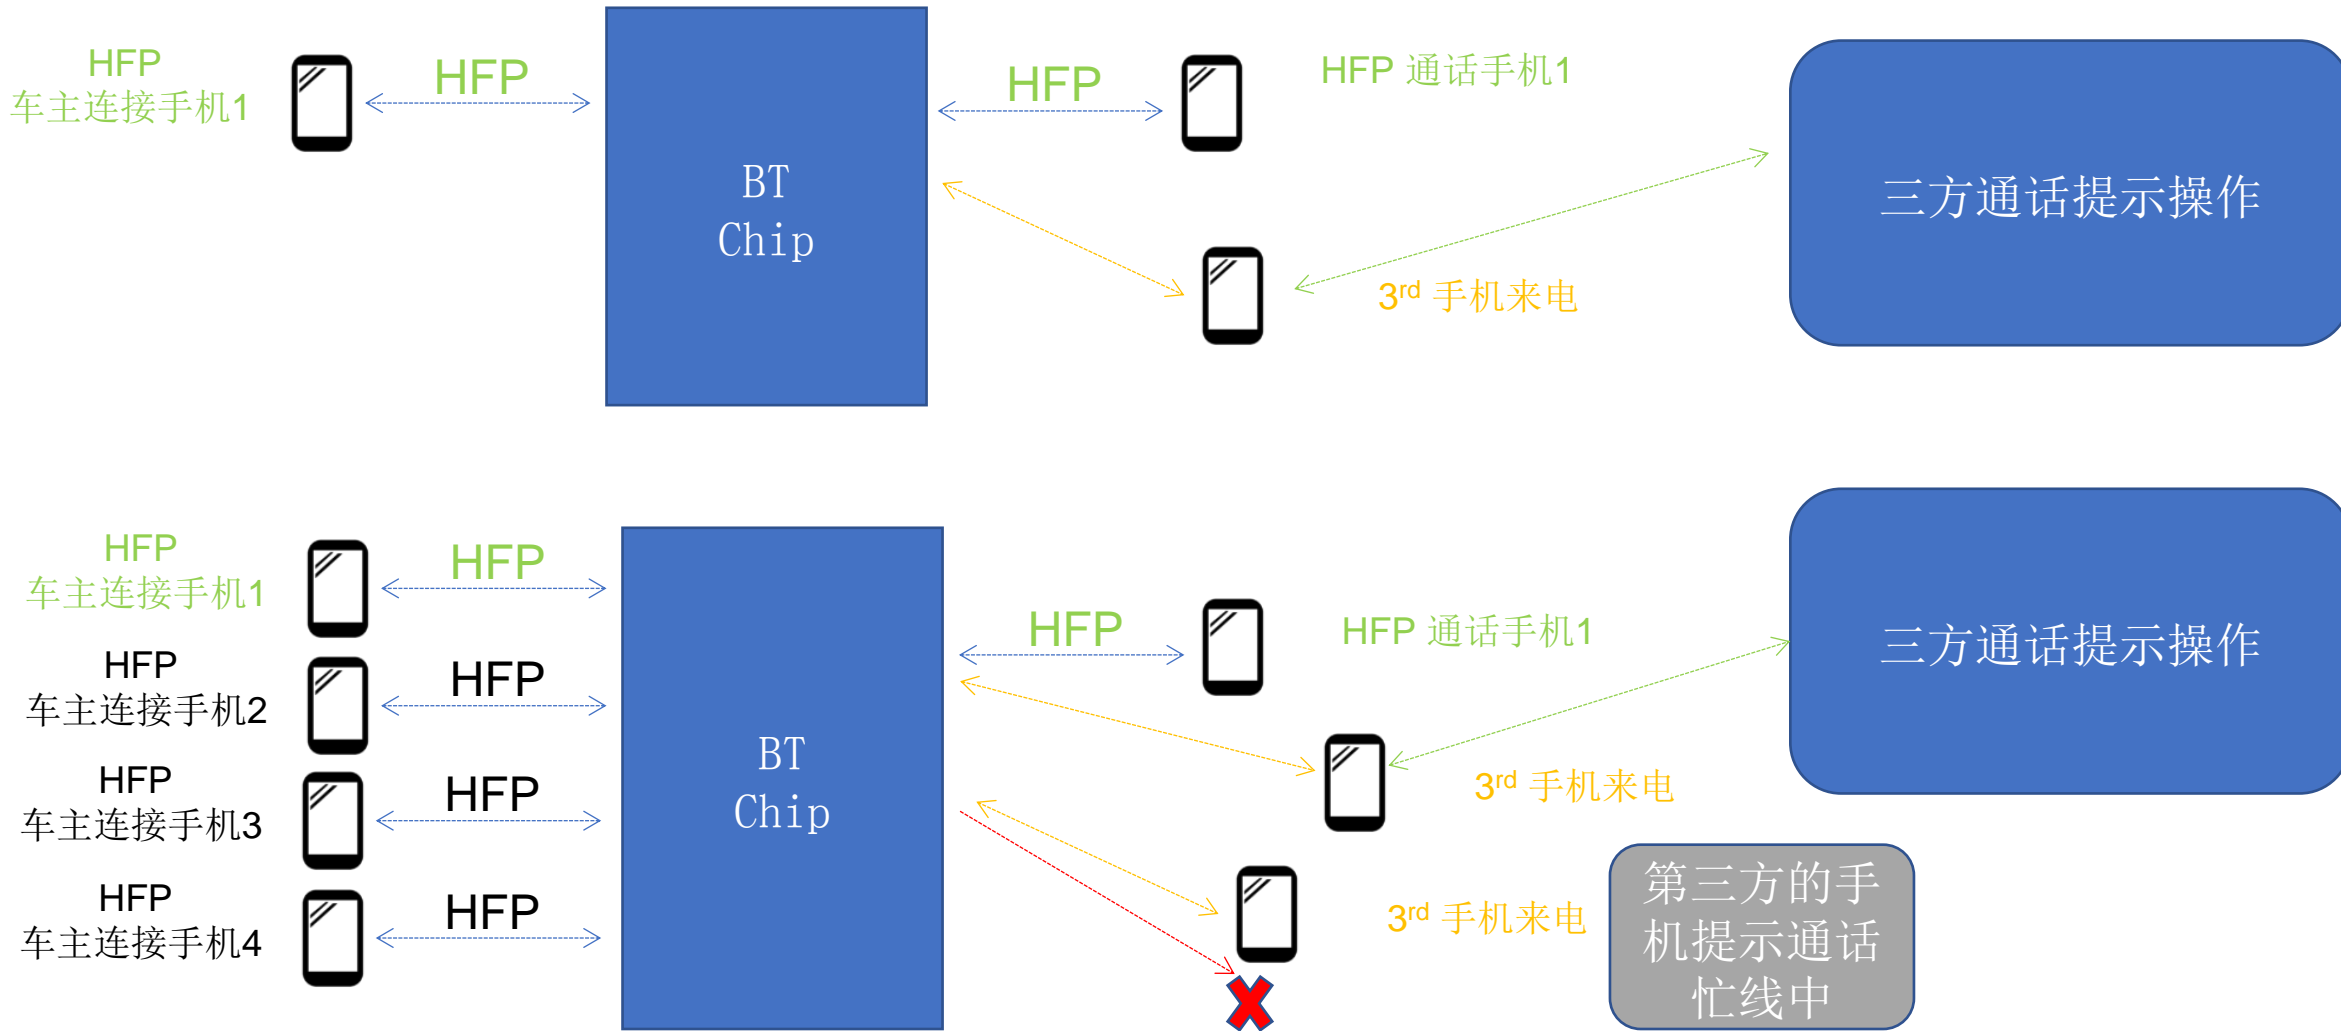 HFP
车主连接手机1
HFP
BT
Chip
HFP
HFP 通话手机1
3rd 手机来电
三方通话提示操作
HFP
车主连接手机1
HFP
HFP
车主连接手机2
HFP
HFP
车主连接手机3
HFP
HFP
车主连接手机4
HFP
BT
Chip
HFP
HFP 通话手机1
3rd 手机来电
3rd 手机来电
三方通话提示操作
第三方的手
机提示通话
忙线中